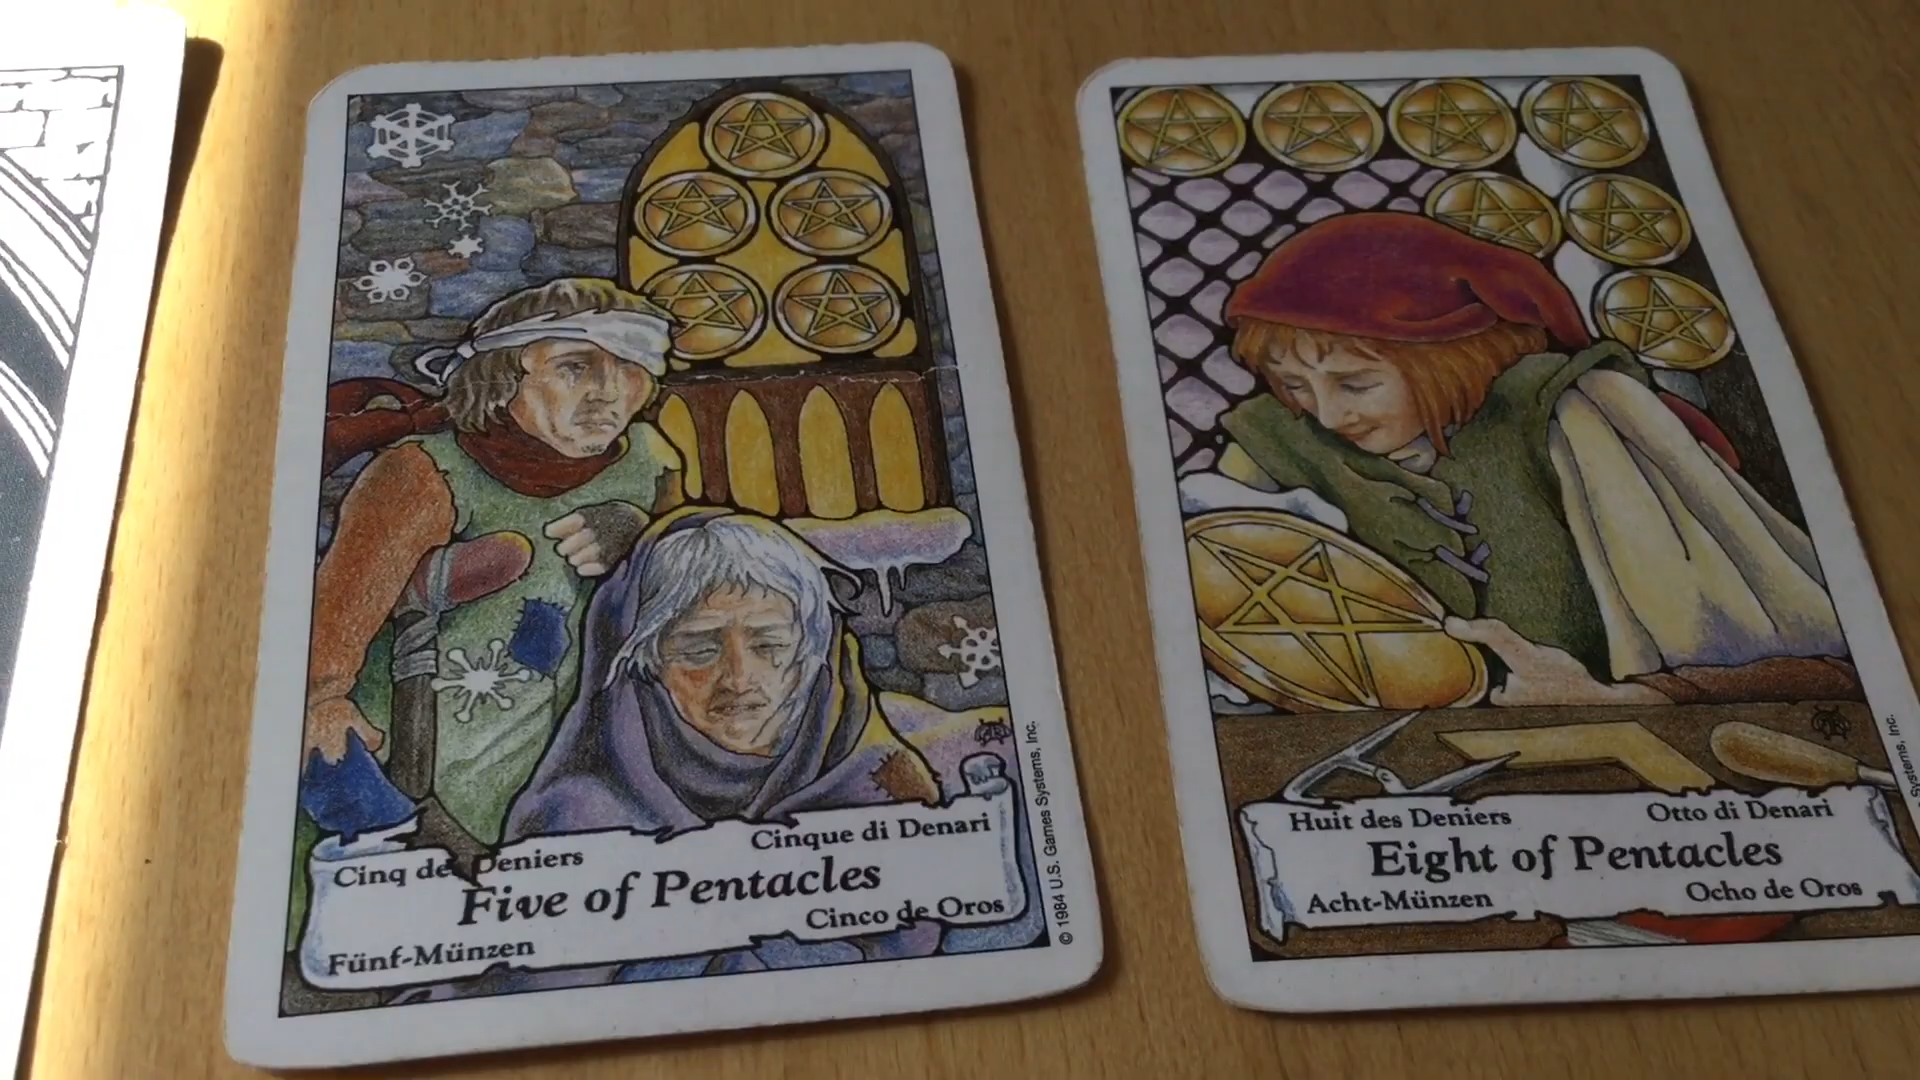 Cinq de Deniers
Cinque di Denari
Five of Pentacles
Fünf-Münzen
Cinco de Oros
© 1984 U.S. Games Systems, Inc.
Huit des Deniers
Otto di Denari
Eight of Pentacles
Acht-Münzen
Ocho de Oros
Systems, Inc.